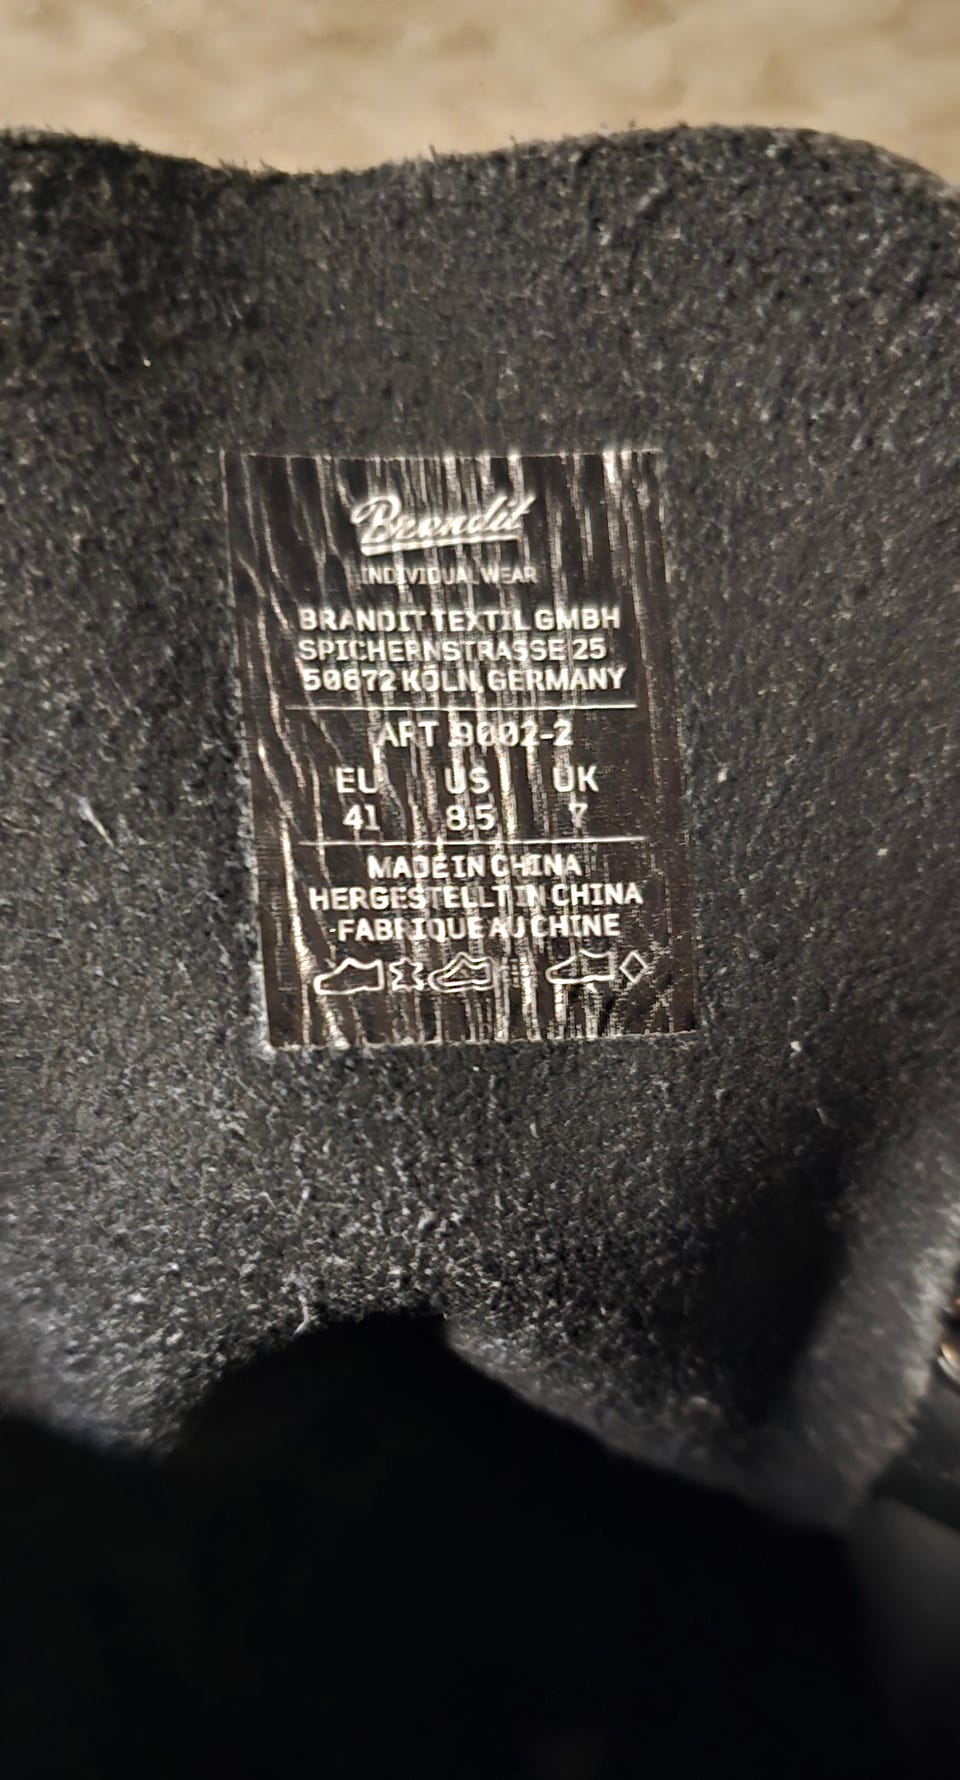 Brandit
INDIVIDUAL WEAR
BRANDIT TEXTIL GMBH
SPICHERNSTRASSE 25
50672 KÖLN, GERMANY
ART 9002-2
EU US UK
41 8.5 7
MADE IN CHINA
HERGESTELLT IN CHINA
FABRIQUE AU CHINE